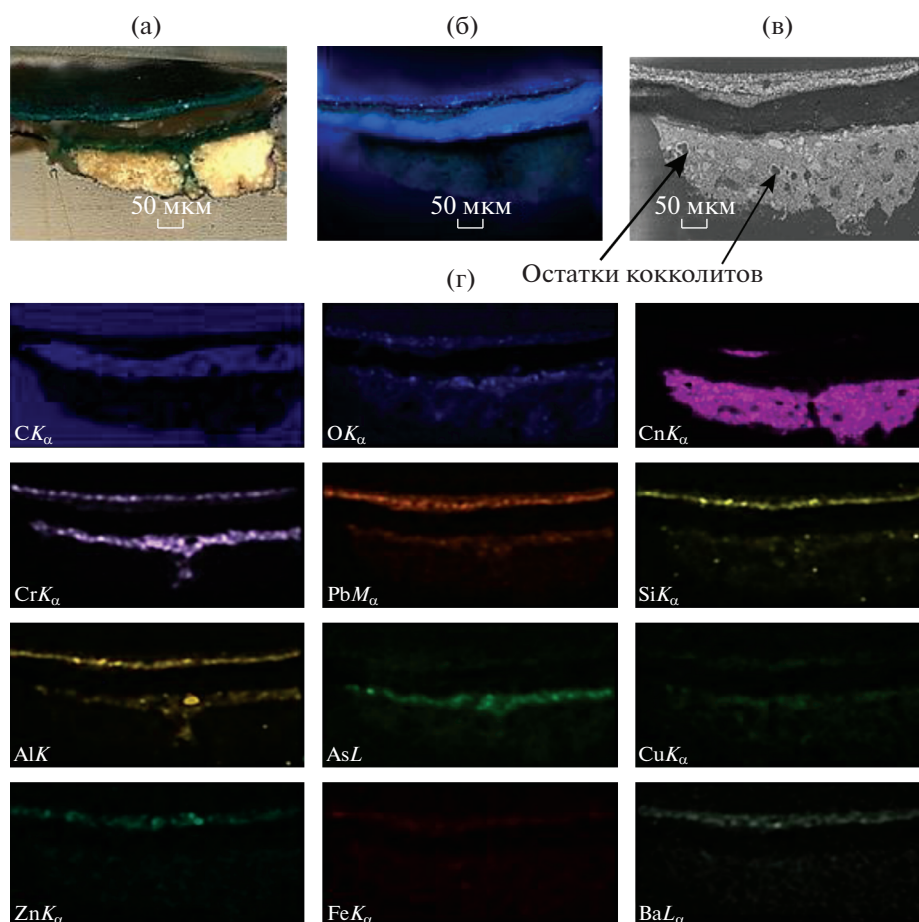 (а) (б) (в)
50 мкм 50 мкм 50 мкм
Остатки кокколитов
(г)
CKα OKα CnKα
CrKα PbMα SiKα
AlK AsL CuKα
ZnKα FeKα BaLα